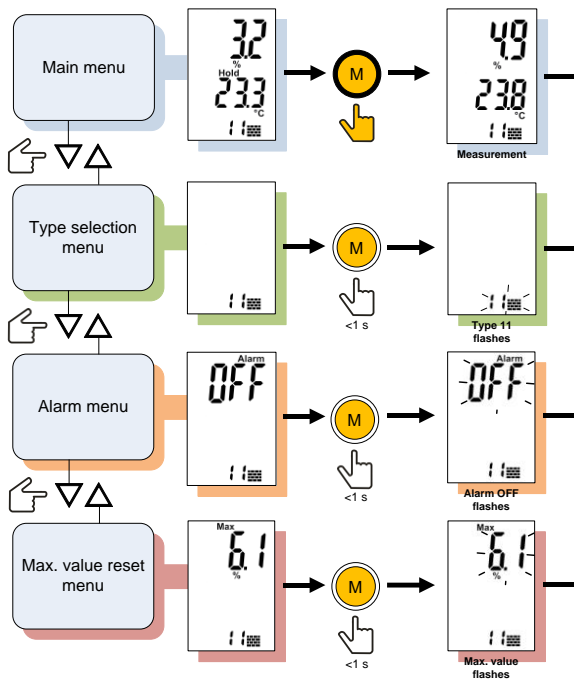 Main menu
3.2
%
Hold
23.3
°C
11
M
4.9
%
23.8
°C
11
Measurement
Type selection
menu
11
M
<1 s
11
Type 11
flashes
Alarm menu
Alarm
OFF
11
M
<1 s
Alarm
OFF
11
Alarm OFF
flashes
Max. value reset
menu
Max
6.1
%
11
M
<1 s
Max
6.1
%
11
Max. value
flashes